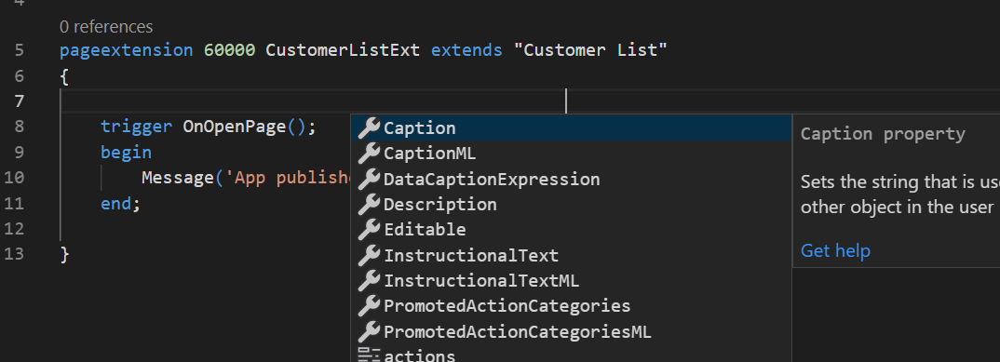 0 references
5 pageextension 60000 CustomerListExt extends "Customer List"
6 {
7
8 trigger OnOpenPage();
9 begin
10 Message('App publishe
11 end;
12
13 }
Caption
CaptionML
DataCaptionExpression
Description
Editable
InstructionalText
InstructionalTextML
PromotedActionCategories
PromotedActionCategoriesML
actions
Caption property
Sets the string that is use
other object in the user
Get help